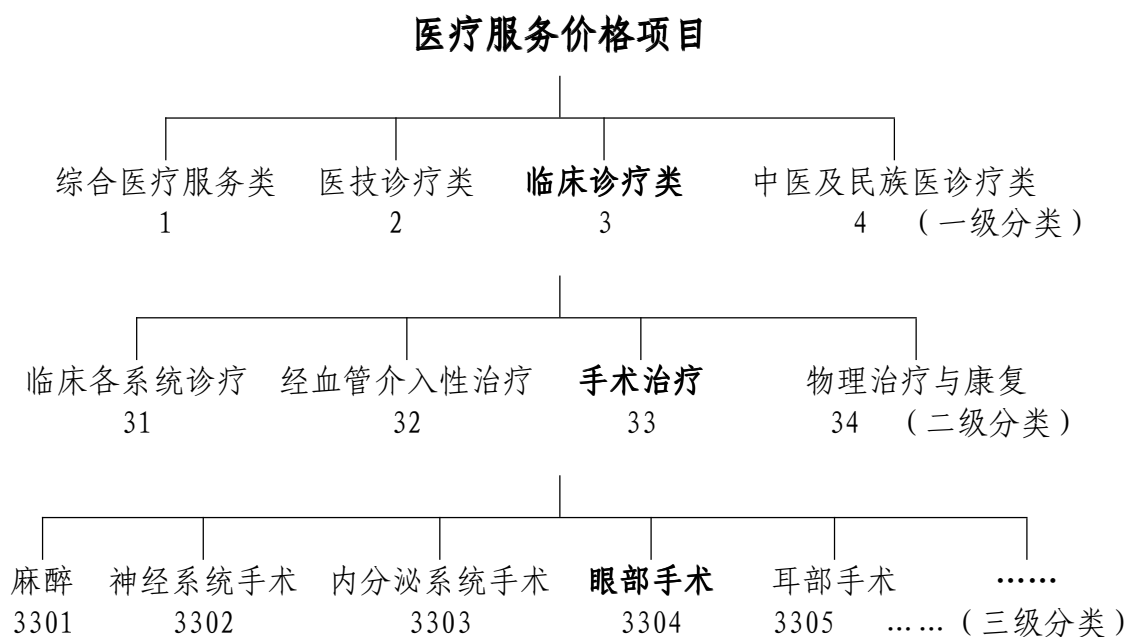 医疗服务价格项目
综合医疗服务类 医技诊疗类 临床诊疗类 中医及民族医诊疗类
1 2 3 4 （一级分类）
临床各系统诊疗 经血管介入性治疗 手术治疗 物理治疗与康复
31 32 33 34 （二级分类）
麻醉 神经系统手术 内分泌系统手术 眼部手术 耳部手术 ……
3301 3302 3303 3304 3305 ……（三级分类）